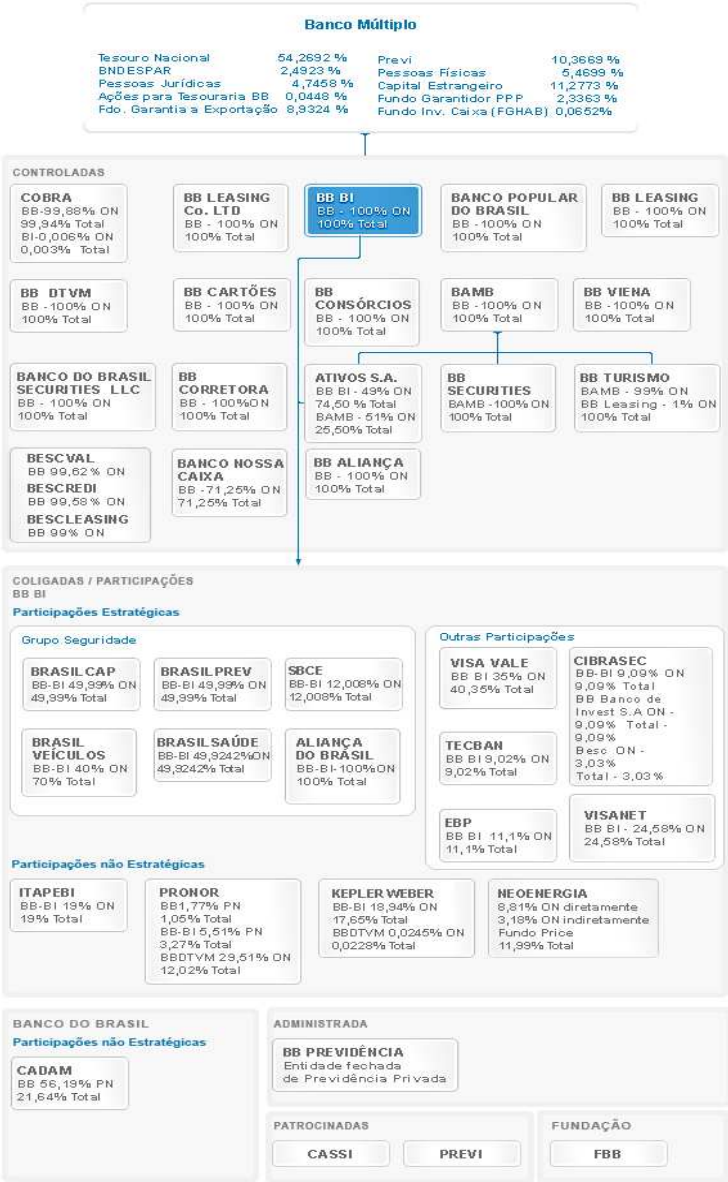 Banco Múltiplo
Tesouro Nacional 54,2692 %
BNDESPAR 2,4923 %
Pessoas Jurídicas 4,7458 %
Ações para Tesouraria BB 0,0448 %
Fdo. Garantia a Exportação 8,9324 %
Previ 10,3669 %
Pessoas Físicas 5,4699 %
Capital Estrangeiro 11,2773 %
Fundo Garantidor PPP 2,3363 %
Fundo Inv. Caixa (FGHAB) 0,0652%
CONTROLADAS
COBRA
BB-99,88% ON
99,94% Total
BI-0,006% ON
0,003% Total
BB LEASING
Co. LTD
BB - 100% ON
100% Total
BB BI
BB - 100% ON
100% Total
BANCO POPULAR
DO BRASIL
BB - 100% ON
100% Total
BB LEASING
BB - 100% ON
100% Total
BB DTVM
BB -100% ON
100% Total
BB CARTÕES
BB - 100% ON
100% Total
BB
CONSÓRCIOS
BB - 100% ON
100% Total
BAMB
BB - 100% ON
100% Total
BB VIENA
BB -100% ON
100% Total
BANCO DO BRASIL
SECURITIES LLC
BB - 100% ON
100% Total
BB
CORRETORA
BB - 100%ON
100% Total
ATIVOS S.A.
BB BI - 49% ON
74,50 % Total
BAMB - 51% ON
25,50% Total
BB
SECURITIES
BAMB -100% ON
100% Total
BB TURISMO
BAMB - 99% ON
BB Leasing - 1% ON
100% Total
BESCVAL
BB 99,62% ON
BESCREDI
BB 99,58% ON
BESCLEASING
BB 99% ON
BANCO NOSSA
CAIXA
BB -71,25% ON
71,25% Total
BB ALIANÇA
BB - 100% ON
100% Total
COLIGADAS / PARTICIPAÇÕES
BB BI
Participações Estratégicas
Grupo Seguridade
BRASILCAP
BB-BI 49,99% ON
49,99% Total
BRASILPREV
BB-BI 49,99% ON
49,99% Total
SBCE
BB-BI 12,008% ON
12,008% Total
BRASIL
VEÍCULOS
BB-BI 40% ON
70% Total
BRASILSAÚDE
BB-BI 49,9242%ON
49,9242% Total
ALIANÇA
DO BRASIL
BB-BI-100%ON
100% Total
Outras Participações
VISA VALE
BB BI 35% ON
40,35% Total
CIBRASEC
BB-BI 9,09% ON
9,09% Total
BB Banco de
Invest S.A ON -
9,09% Total -
9,09%
Besc ON -
3,03%
Total - 3,03%
TECBAN
BB BI 9,02% ON
9,02% Total
EBP
BB BI 11,1% ON
11,1% Total
VISANET
BB BI - 24,58% ON
24,58% Total
Participações não Estratégicas
ITAPEBI
BB-BI 19% ON
19% Total
PRONOR
BB1,77% PN
1,05% Total
BB-BI 5,51% PN
3,27% Total
BBDTVM 29,51% ON
12,02% Total
KEPLER WEBER
BB-BI 18,94% ON
17,65% Total
BBDTVM 0,0245% ON
0,0228% Total
NEOENERGIA
8,81% ON diretamente
3,18% ON indiretamente
Fundo Price
11,99% Total
BANCO DO BRASIL
Participações não Estratégicas
CADAM
BB 56,19% PN
21,64% Total
ADMINISTRADA
BB PREVIDÊNCIA
Entidade fechada
de Previdência Privada
PATROCINADAS
CASSI
PREVI
FUNDAÇÃO
FBB